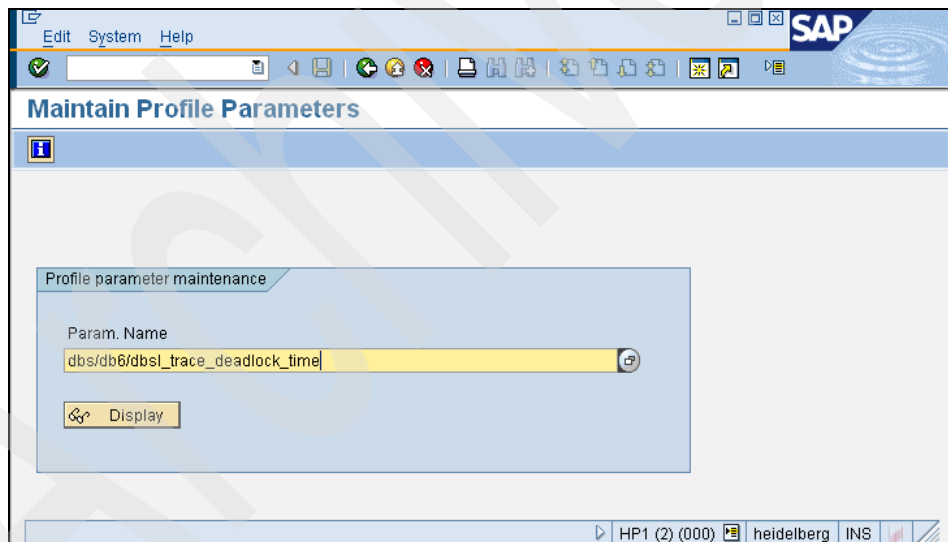 Edit System Help
SAP
Maintain Profile Parameters
Profile parameter maintenance
Param. Name
dbs/db6/dbsl_trace_deadlock_time
Display
HP1 (2) (000) heidelberg INS